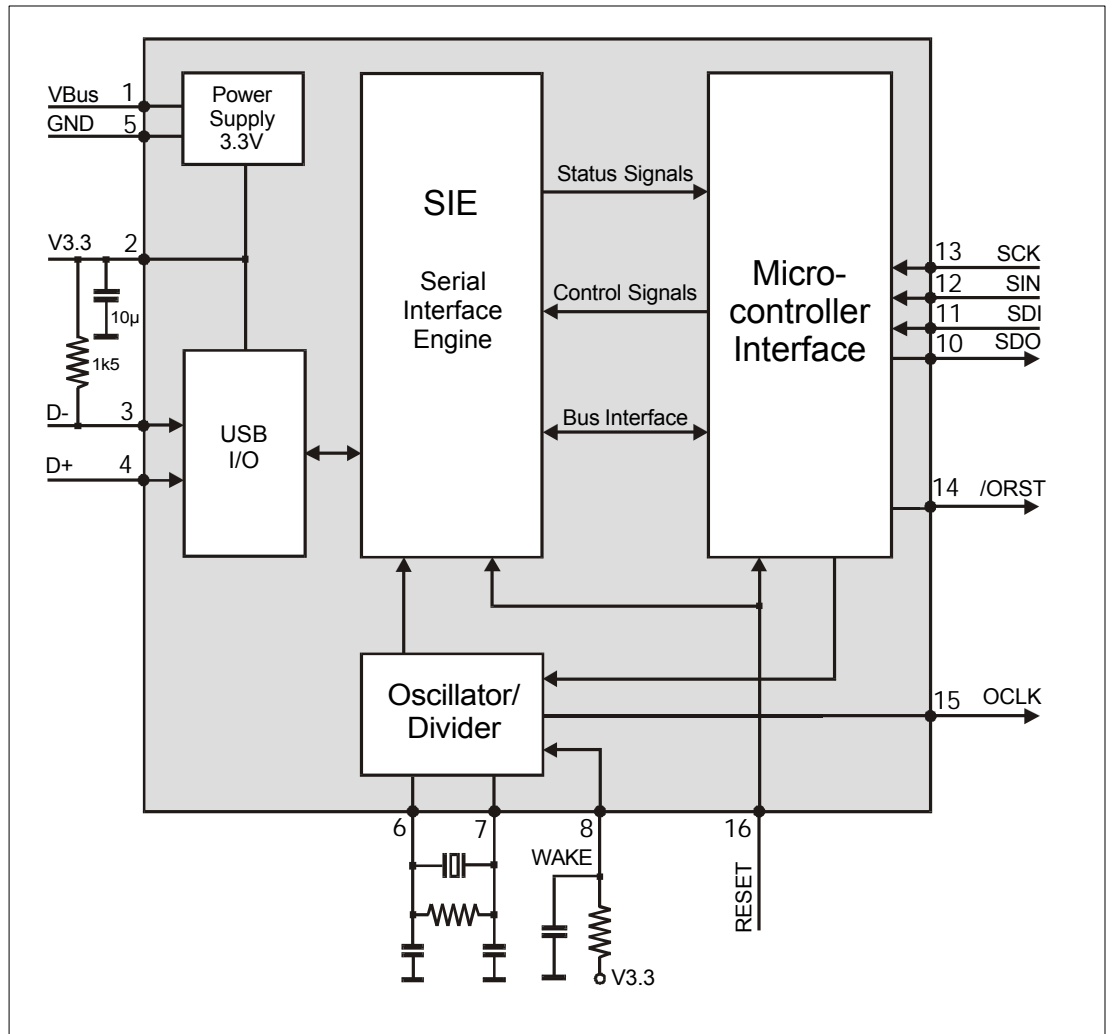 VBus 1
GND 5
Power
Supply
3.3V
V3.3 2
10µ
1k5
D- 3
D+ 4
USB
I/O
SIE
Serial
Interface
Engine
Status Signals
Control Signals
Bus Interface
Micro-
controller
Interface
13 SCK
12 SIN
11 SDI
10 SDO
14 /ORST
Oscillator/
Divider
15 OCLK
6
7
8
16
WAKE
RESET
V3.3